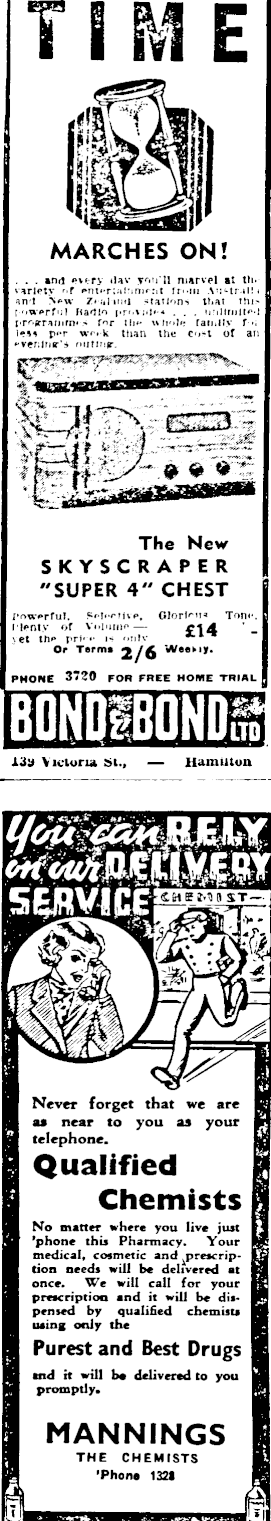 TIME
MARCHES ON!
. . . and every day you'll marvel at the
variety of entertainment from Australia
and New Zealand stations that this
powerful Radio provides . . . unlimited
programmes for the whole family for
less per week than the cost of an
evening's outing.
The New
SKYSCRAPER
"SUPER 4" CHEST
Powerful, Selective, Glorious Tone,
Plenty of Volume—
yet the price is only £14 '-
Or Terms 2/6 Weekly.
PHONE 3720 FOR FREE HOME TRIAL
BOND & BOND LTD
139 Victoria St., — Hamilton
You can RELY
on our DELIVERY
SERVICE
CHEMIST
Never forget that we are
as near to you as your
telephone.
Qualified
Chemists
No matter where you live just
'phone this Pharmacy. Your
medical, cosmetic and prescrip-
tion needs will be delivered at
once. We will call for your
prescription and it will be dis-
pensed by qualified chemists
using only the
Purest and Best Drugs
and it will be delivered to you
promptly.
MANNINGS
THE CHEMISTS
'Phone 1328